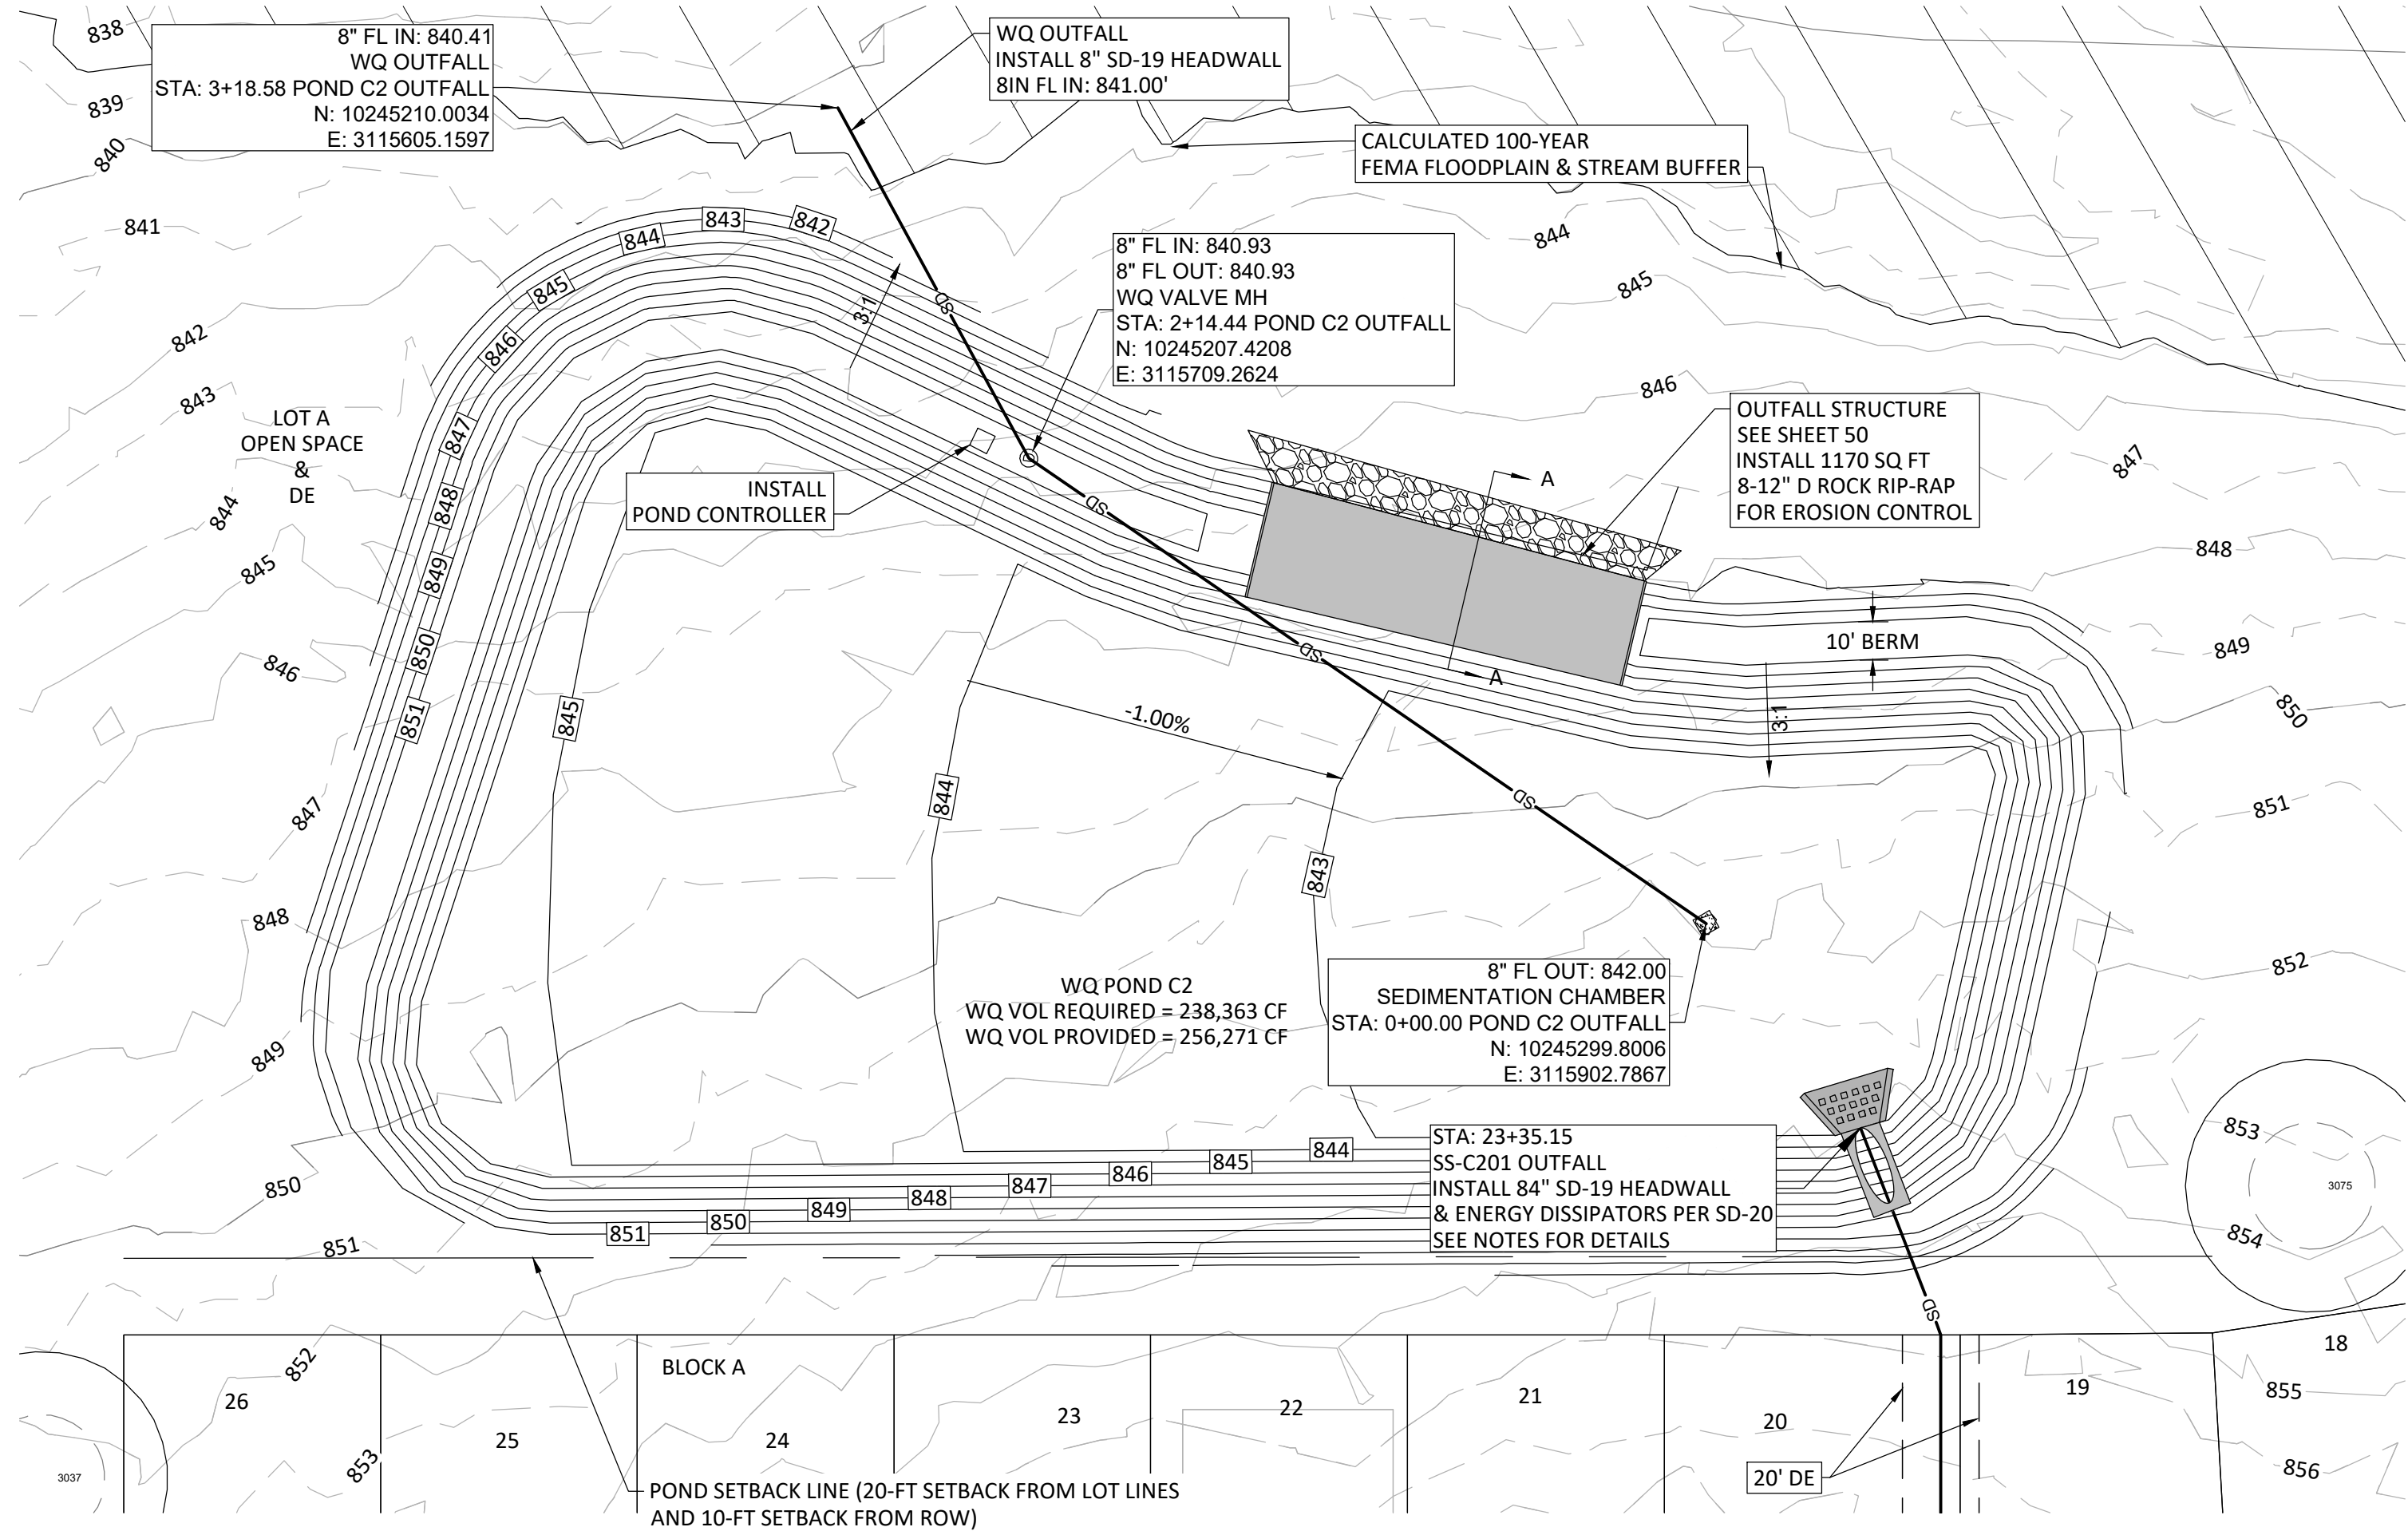 838
839
840
841
842
843
844
845
846
847
848
849
850
851
8" FL IN: 840.41
WQ OUTFALL
STA: 3+18.58 POND C2 OUTFALL
N: 10245210.0034
E: 3115605.1597
WQ OUTFALL
INSTALL 8" SD-19 HEADWALL
8IN FL IN: 841.00'
CALCULATED 100-YEAR
FEMA FLOODPLAIN & STREAM BUFFER
844
845
846
847
848
849
850
851
852
853
854
855
856
8" FL IN: 840.93
8" FL OUT: 840.93
WQ VALVE MH
STA: 2+14.44 POND C2 OUTFALL
N: 10245207.4208
E: 3115709.2624
842
843
844
845
846
847
848
849
850
851
3:1
SD
LOT A
OPEN SPACE
&
DE
INSTALL
POND CONTROLLER
SD
A
A
OUTFALL STRUCTURE
SEE SHEET 50
INSTALL 1170 SQ FT
8-12" D ROCK RIP-RAP
FOR EROSION CONTROL
10' BERM
3:1
SD
-1.00%
SD
845
844
843
WQ POND C2
WQ VOL REQUIRED = 238,363 CF
WQ VOL PROVIDED = 256,271 CF
8" FL OUT: 842.00
SEDIMENTATION CHAMBER
STA: 0+00.00 POND C2 OUTFALL
N: 10245299.8006
E: 3115902.7867
STA: 23+35.15
SS-C201 OUTFALL
INSTALL 84" SD-19 HEADWALL
& ENERGY DISSIPATORS PER SD-20
SEE NOTES FOR DETAILS
844
845
846
847
848
849
850
851
3075
SD
BLOCK A
852
853
3037
26
25
24
23
22
21
20
19
18
20' DE
POND SETBACK LINE (20-FT SETBACK FROM LOT LINES
AND 10-FT SETBACK FROM ROW)